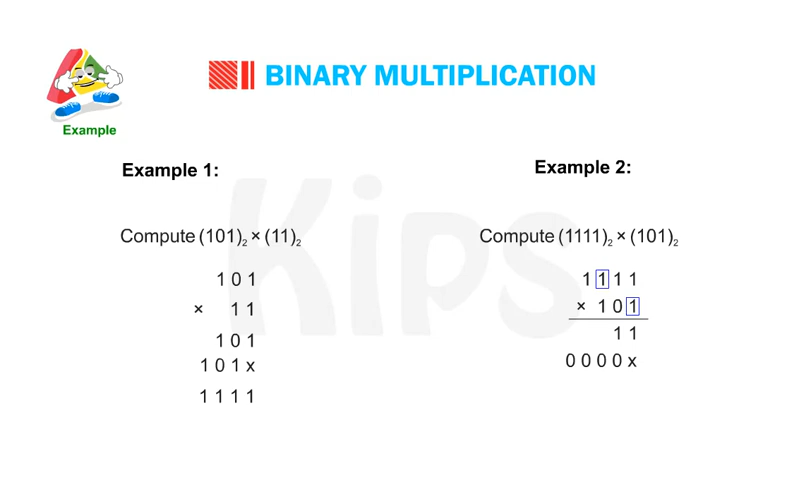 BINARY MULTIPLICATION
Example
Example 1:
Compute (101)₂ × (11)₂
1 0 1
× 1 1
1 0 1
1 0 1 x
1 1 1 1
Example 2:
Compute (1111)₂ × (101)₂
1 1 1 1
× 1 0 1
1 1
0 0 0 0 x
Kips